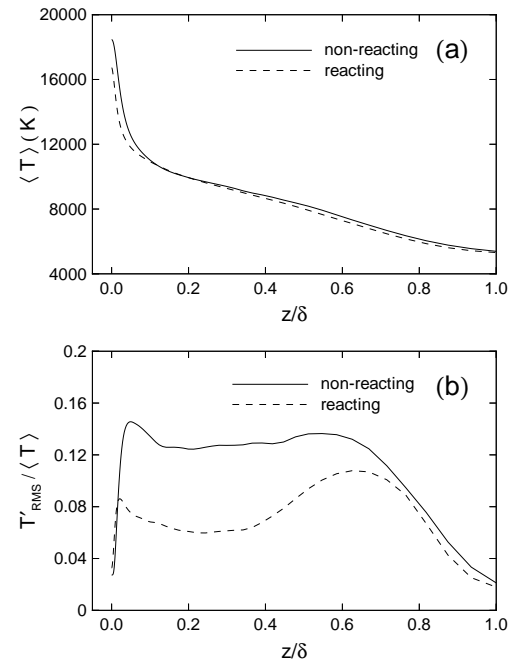 20000
16000
12000
8000
4000
⟨T⟩(K)
non-reacting
reacting
(a)
0.0 0.2 0.4 0.6 0.8 1.0
z/δ
0.2
0.16
0.12
0.08
0.04
0
T′RMS/⟨T⟩
non-reacting
reacting
(b)
0.0 0.2 0.4 0.6 0.8 1.0
z/δ